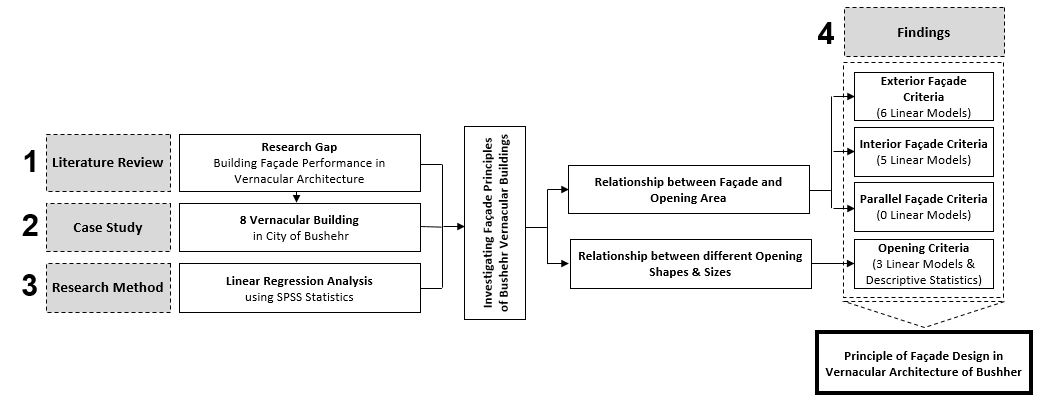 1
Literature Review
Research Gap
Building Façade Performance in
Vernacular Architecture
2
Case Study
8 Vernacular Building
in City of Bushehr
3
Research Method
Linear Regression Analysis
using SPSS Statistics
Investigating Façade Principles
of Bushehr Vernacular Buildings
Relationship between Façade and
Opening Area
Relationship between different Opening
Shapes & Sizes
4
Findings
Exterior Façade
Criteria
(6 Linear Models)
Interior Façade Criteria
(5 Linear Models)
Parallel Façade Criteria
(0 Linear Models)
Opening Criteria
(3 Linear Models &
Descriptive Statistics)
Principle of Façade Design in
Vernacular Architecture of Bushher